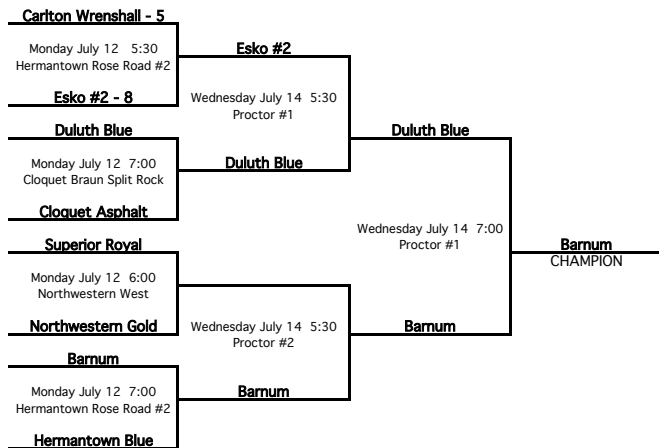 Carlton Wrenshall - 5
Monday July 12 5:30
Hermantown Rose Road #2
Esko #2 - 8
Duluth Blue
Monday July 12 7:00
Cloquet Braun Split Rock
Cloquet Asphalt
Superior Royal
Monday July 12 6:00
Northwestern West
Northwestern Gold
Barnum
Monday July 12 7:00
Hermantown Rose Road #2
Hermantown Blue
Esko #2
Wednesday July 14 5:30
Proctor #1
Duluth Blue
Wednesday July 14 5:30
Proctor #2
Barnum
Duluth Blue
Wednesday July 14 7:00
Proctor #1
Barnum
Barnum
CHAMPION